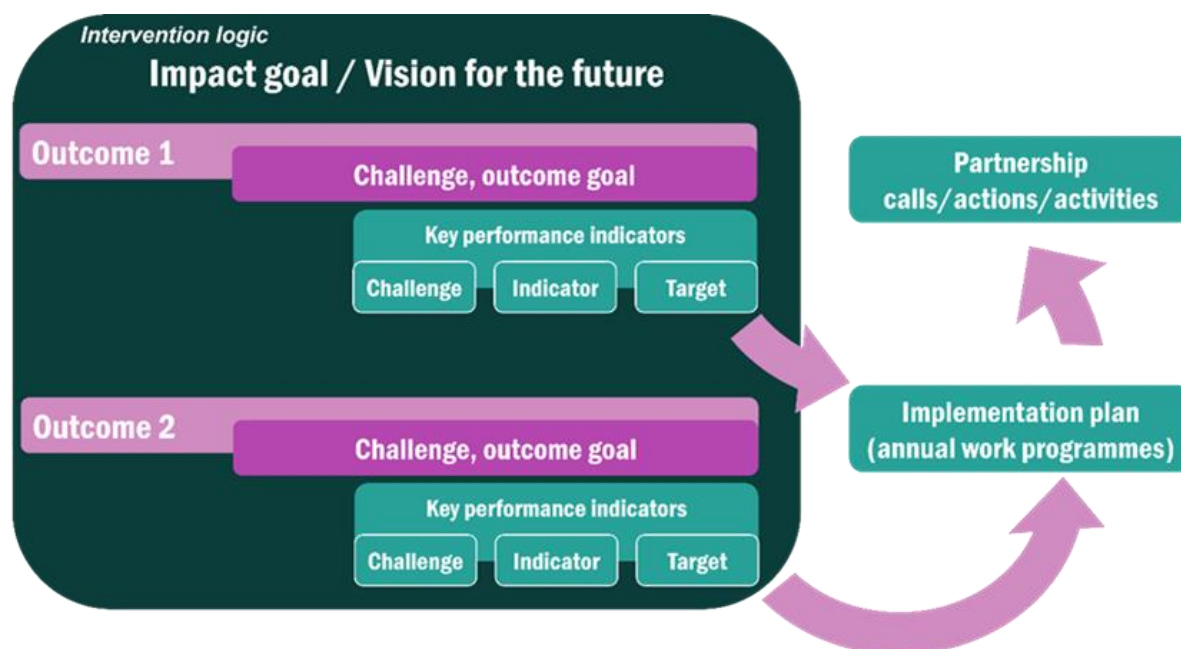 Intervention logic
Impact goal / Vision for the future
Outcome 1
Challenge, outcome goal
Key performance indicators
Challenge
Indicator
Target
Outcome 2
Challenge, outcome goal
Key performance indicators
Challenge
Indicator
Target
Partnership
calls/actions/activities
Implementation plan
(annual work programmes)